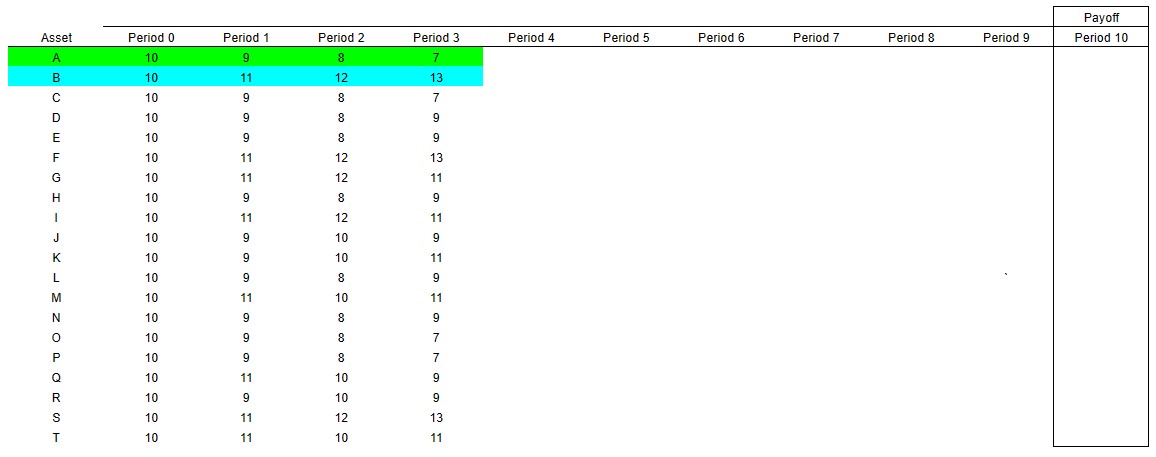 Payoff
Asset Period 0 Period 1 Period 2 Period 3 Period 4 Period 5 Period 6 Period 7 Period 8 Period 9 Period 10
A 10 9 8 7
B 10 11 12 13
C 10 9 8 7
D 10 9 8 9
E 10 9 8 9
F 10 11 12 13
G 10 11 12 11
H 10 9 8 9
I 10 11 12 11
J 10 9 10 9
K 10 9 10 11
L 10 9 8 9 `
M 10 11 10 11
N 10 9 8 9
O 10 9 8 7
P 10 9 8 7
Q 10 11 10 9
R 10 9 10 9
S 10 11 12 13
T 10 11 10 11